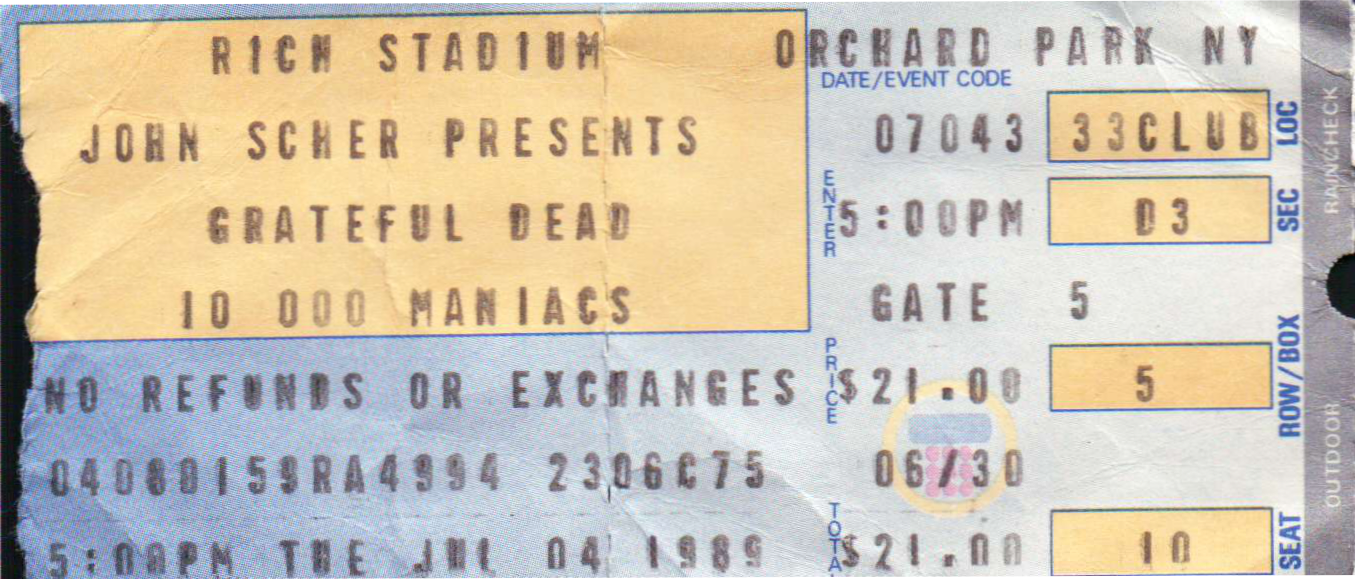 RICH STADIUM ORCHARD PARK NY
DATE/EVENT CODE
JOHN SCHER PRESENTS 07043 33CLUB LOC
GRATEFUL DEAD ENTER 5:00PM D3 SEC
10 000 MANIACS GATE 5
NO REFUNDS OR EXCHANGES PRICE $21.00 5 ROW/BOX
04080159RA4994 2306C75 06/30
5:00PM TUE JUL 04 1989 TOTAL $21.00 10 SEAT
OUTDOOR RAINCHECK